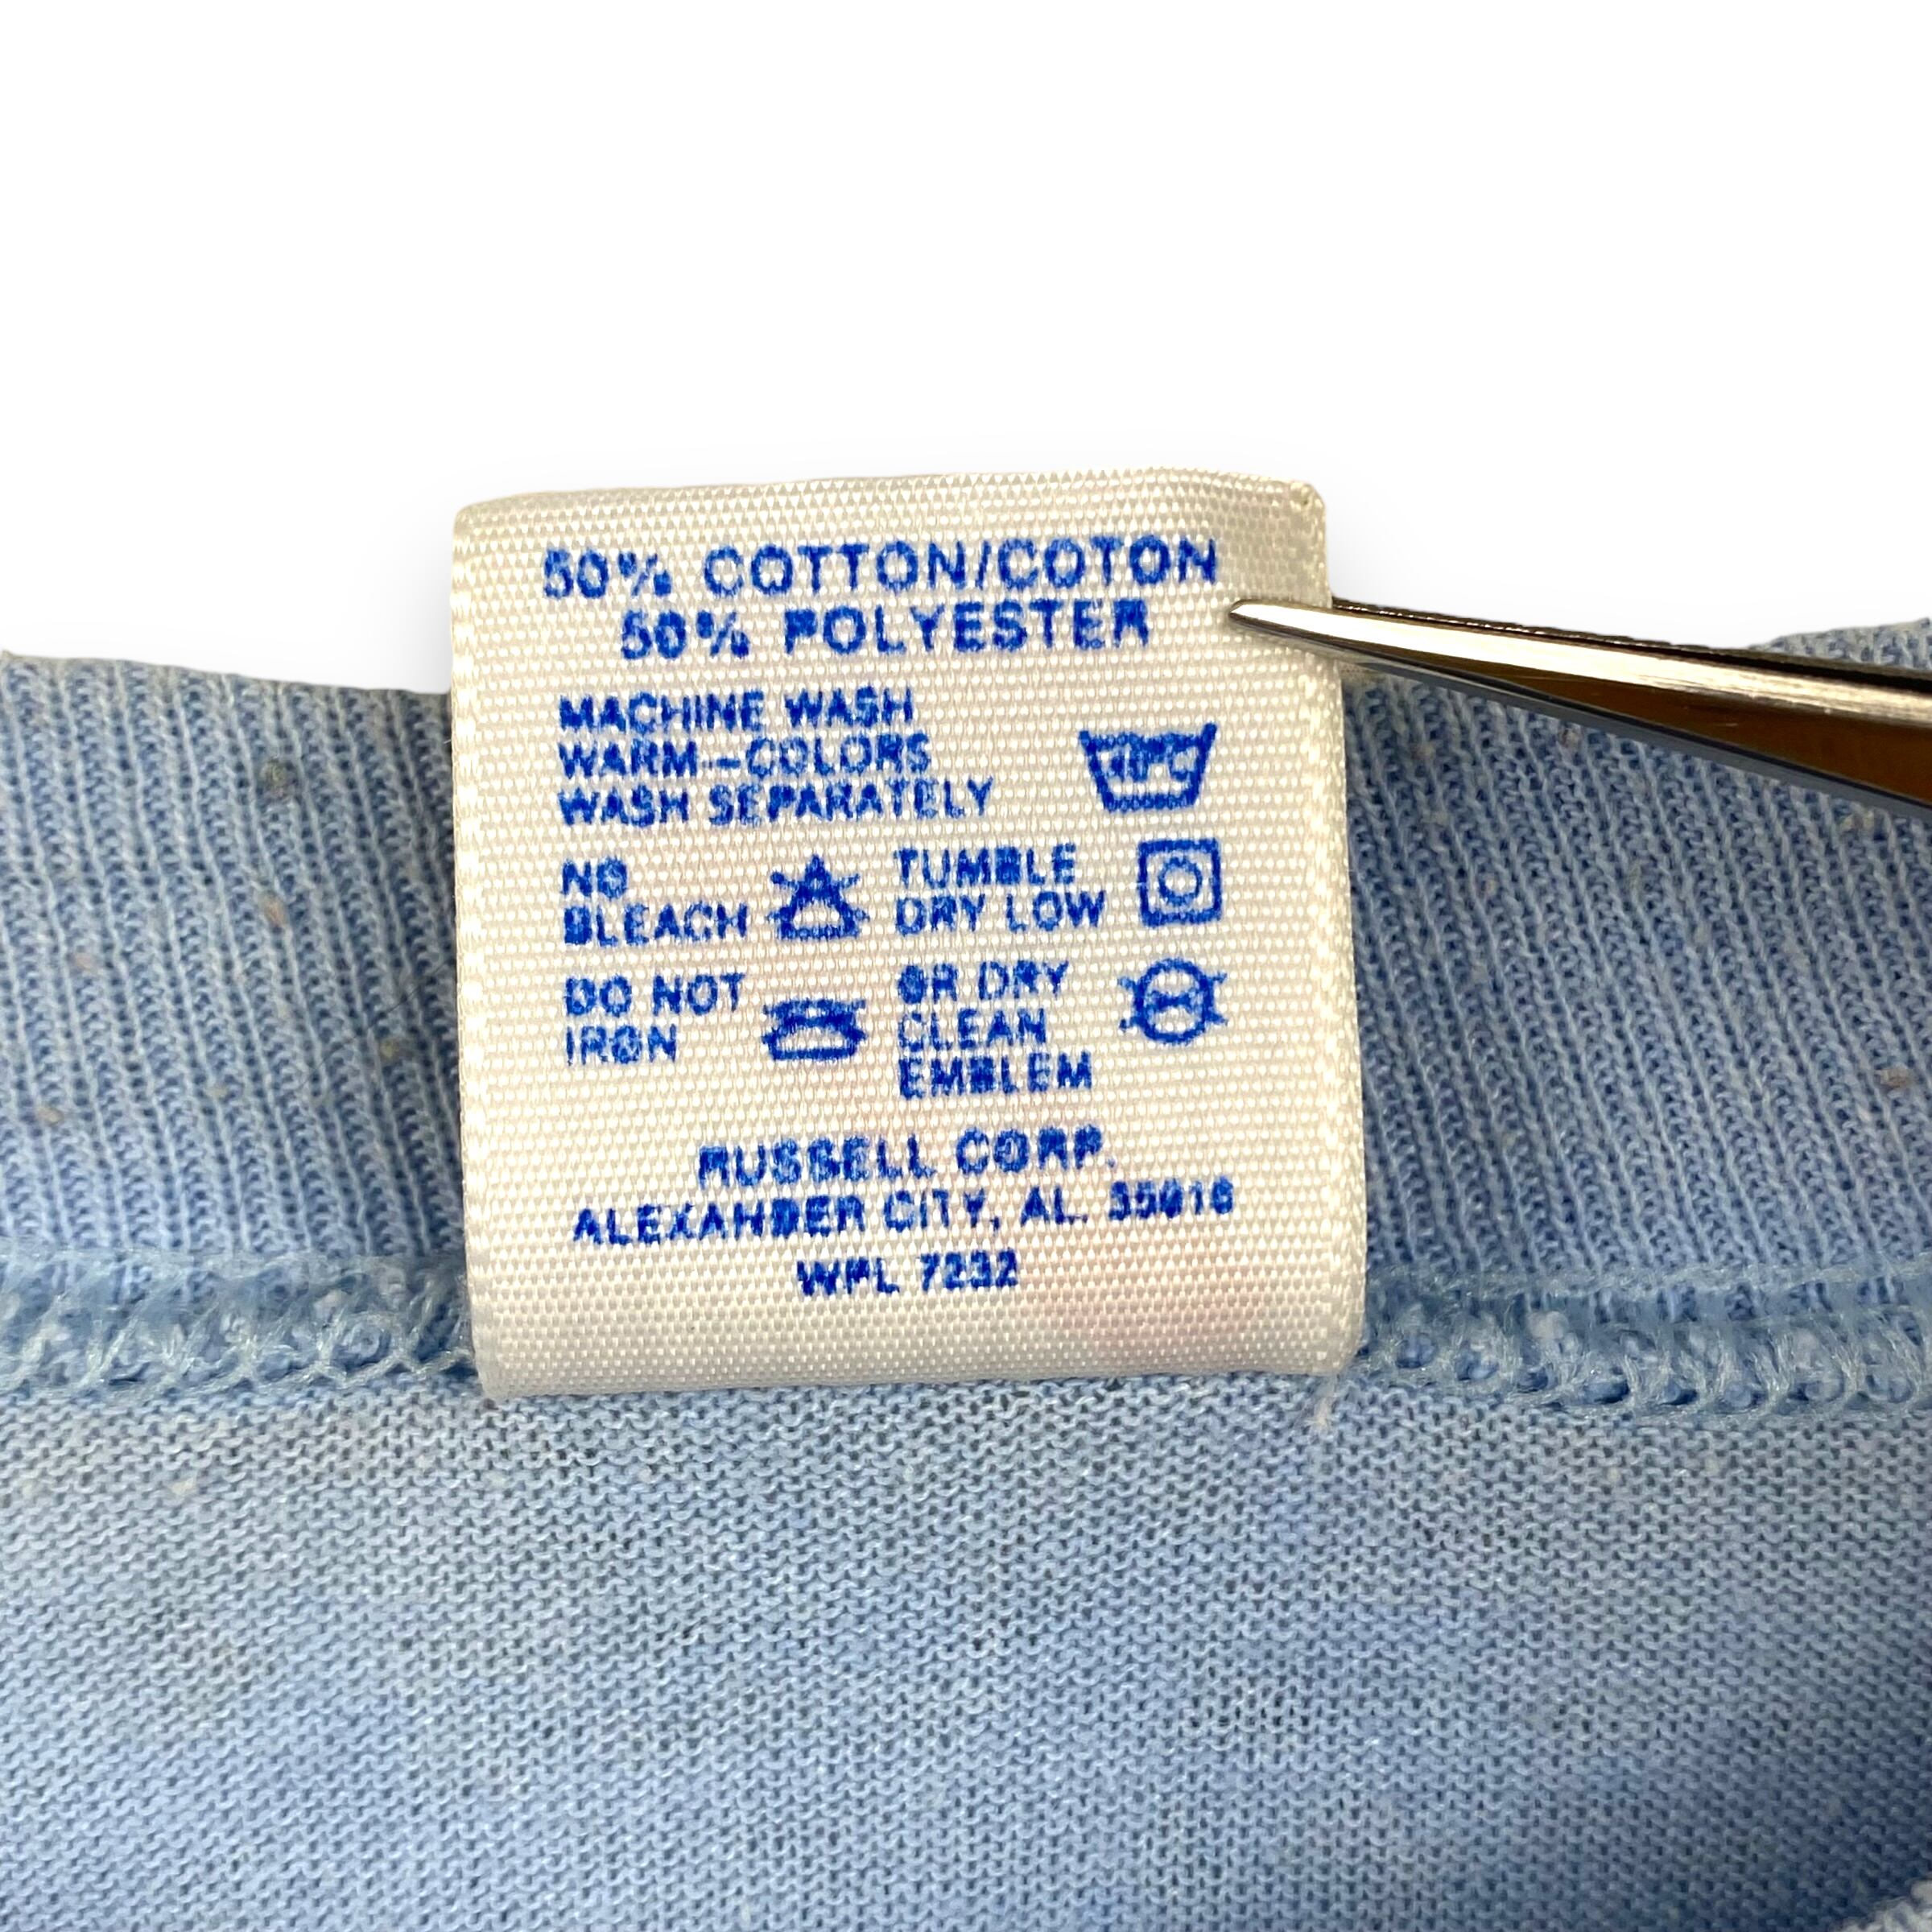 50% COTTON/COTON
50% POLYESTER
MACHINE WASH
WARM—COLORS
WASH SEPARATELY
40°C
NO
BLEACH
TUMBLE
DRY LOW
DO NOT
IRON
OR DRY
CLEAN
EMBLEM
RUSSELL CORP.
ALEXANDER CITY, AL. 35010
WPL 7232